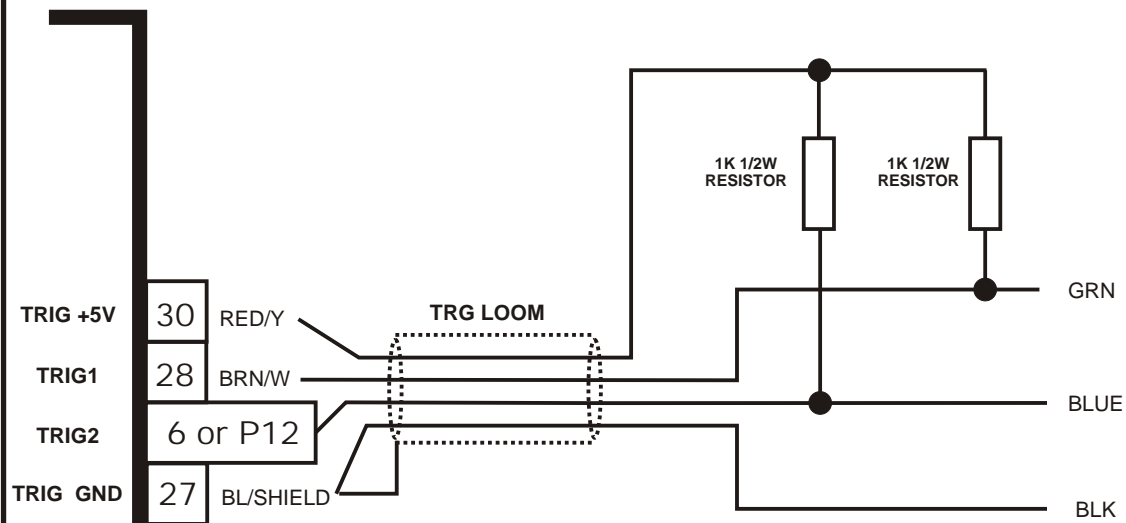 1K 1/2W
RESISTOR
1K 1/2W
RESISTOR
GRN
TRIG +5V
30
RED/Y
TRG LOOM
TRIG1
28
BRN/W
BLUE
TRIG2
6 or P12
TRIG GND
27
BL/SHIELD
BLK